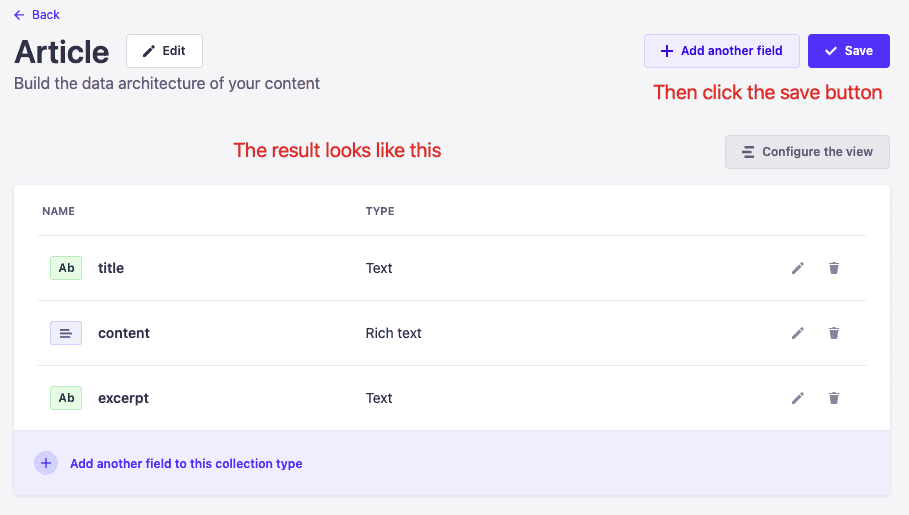 Back
Article
Edit
Add another field
Save
Build the data architecture of your content
Then click the save button
The result looks like this
Configure the view
NAME TYPE
Ab title Text
content Rich text
Ab excerpt Text
Add another field to this collection type